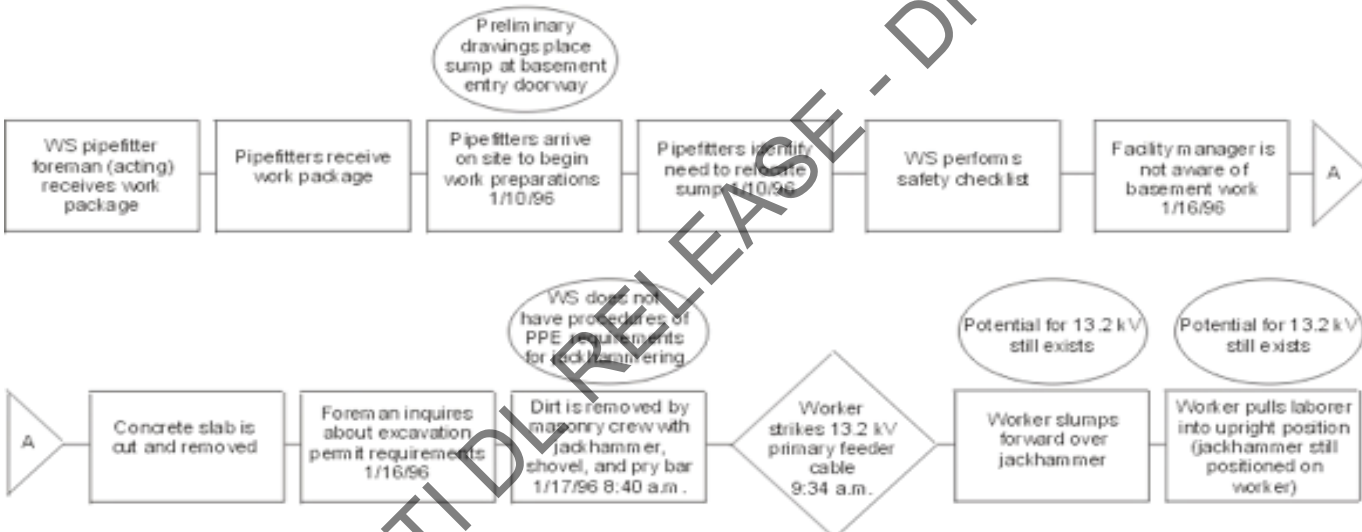 Preliminary
drawings place
sump at basement
entry doorway
WS pipefitter
foreman (acting)
receives work
package
Pipefitters receive
work package
Pipefitters arrive
on site to begin
work preparations
1/10/96
Pipefitters identify
need to relocate
sump 1/10/96
WS performs
safety checklist
Facility manager is
not aware of
basement work
1/16/96
A
WS does not
have procedures of
PPE requirements
for jackhammering
Potential for 13.2 kV
still exists
Potential for 13.2 kV
still exists
A
Concrete slab is
cut and removed
Foreman inquires
about excavation
permit requirements
1/16/96
Dirt is removed by
masonry crew with
jackhammer,
shovel, and pry bar
1/17/96 8:40 a.m.
Worker
strikes 13.2 kV
primary feeder
cable
9:34 a.m.
Worker slumps
forward over
jackhammer
Worker pulls laborer
into upright position
(jackhammer still
positioned on
worker)
TI DL RELEASE - DI